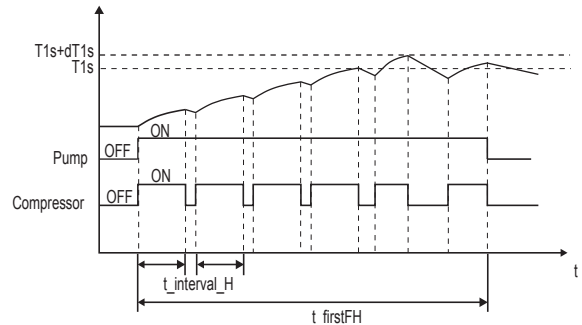 T1s+dT1s
T1s
ON
OFF
Pump
ON
OFF
Compressor
t
t_interval_H
t_firstFH